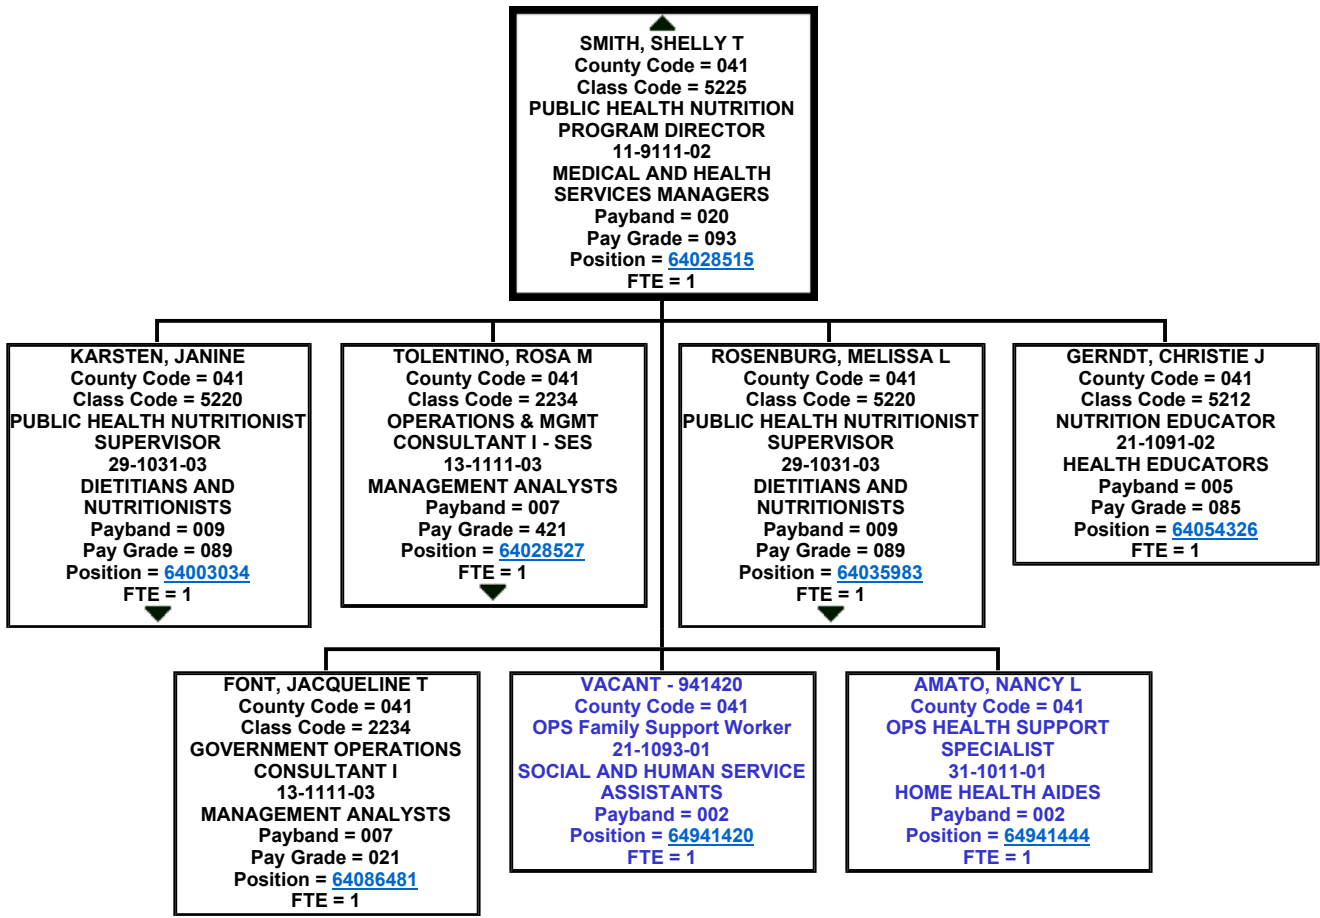 SMITH, SHELLY T
County Code = 041
Class Code = 5225
PUBLIC HEALTH NUTRITION
PROGRAM DIRECTOR
11-9111-02
MEDICAL AND HEALTH
SERVICES MANAGERS
Payband = 020
Pay Grade = 093
Position = 64028515
FTE = 1
KARSTEN, JANINE
County Code = 041
Class Code = 5220
PUBLIC HEALTH NUTRITIONIST
SUPERVISOR
29-1031-03
DIETITIANS AND
NUTRITIONISTS
Payband = 009
Pay Grade = 089
Position = 64003034
FTE = 1
TOLENTINO, ROSA M
County Code = 041
Class Code = 2234
OPERATIONS & MGMT
CONSULTANT I - SES
13-1111-03
MANAGEMENT ANALYSTS
Payband = 007
Pay Grade = 421
Position = 64028527
FTE = 1
ROSENBURG, MELISSA L
County Code = 041
Class Code = 5220
PUBLIC HEALTH NUTRITIONIST
SUPERVISOR
29-1031-03
DIETITIANS AND
NUTRITIONISTS
Payband = 009
Pay Grade = 089
Position = 64035983
FTE = 1
GERNDT, CHRISTIE J
County Code = 041
Class Code = 5212
NUTRITION EDUCATOR
21-1091-02
HEALTH EDUCATORS
Payband = 005
Pay Grade = 085
Position = 64054326
FTE = 1
FONT, JACQUELINE T
County Code = 041
Class Code = 2234
GOVERNMENT OPERATIONS
CONSULTANT I
13-1111-03
MANAGEMENT ANALYSTS
Payband = 007
Pay Grade = 021
Position = 64086481
FTE = 1
VACANT - 941420
County Code = 041
OPS Family Support Worker
21-1093-01
SOCIAL AND HUMAN SERVICE
ASSISTANTS
Payband = 002
Position = 64941420
FTE = 1
AMATO, NANCY L
County Code = 041
OPS HEALTH SUPPORT
SPECIALIST
31-1011-01
HOME HEALTH AIDES
Payband = 002
Position = 64941444
FTE = 1